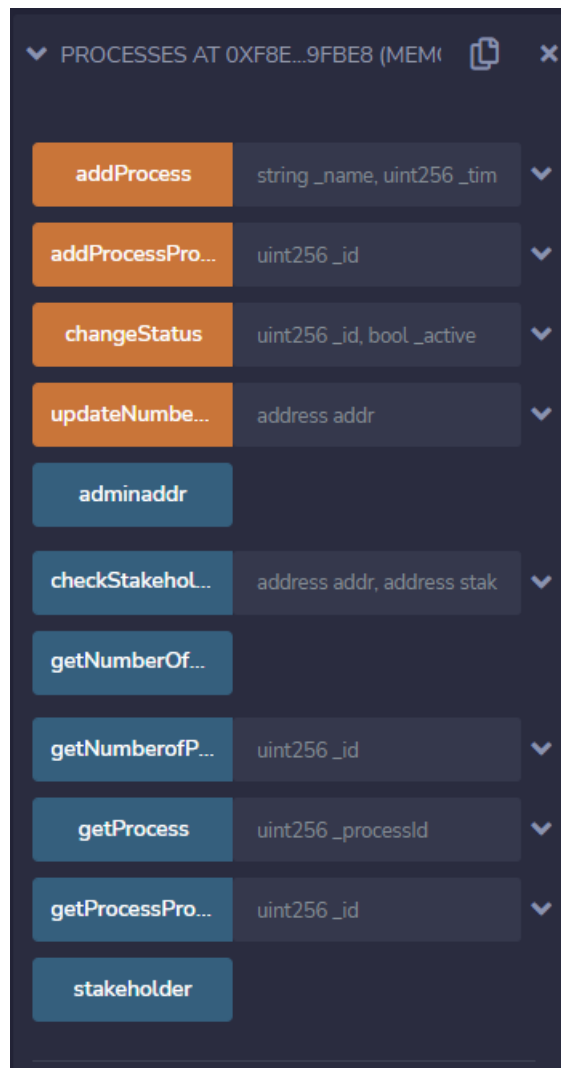 PROCESSES AT 0XF8E...9FBE8 (MEM
addProcess string _name, uint256 _tim
addProcessPro... uint256 _id
changeStatus uint256 _id, bool _active
updateNumbe... address addr
adminaddr
checkStakehol... address addr, address stak
getNumberOf...
getNumberofP... uint256 _id
getProcess uint256 _processId
getProcessPro... uint256 _id
stakeholder